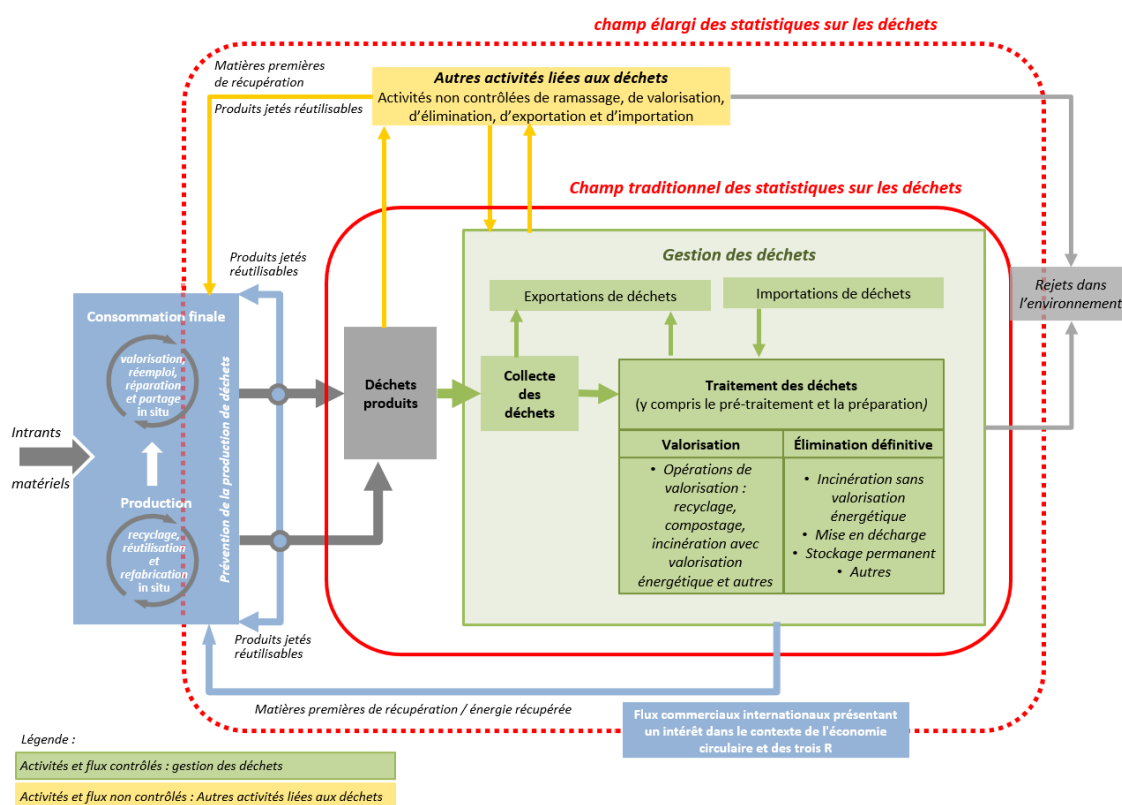 champ élargi des statistiques sur les déchets
Matières premières
de récupération
Produits jetés réutilisables
Autres activités liées aux déchets
Activités non contrôlées de ramassage, de valorisation,
d'élimination, d'exportation et d'importation
Champ traditionnel des statistiques sur les déchets
Produits jetés
réutilisables
Gestion des déchets
Exportations de déchets
Importations de déchets
Rejets dans
l'environnement
Consommation finale
valorisation,
réemploi,
réparation
et partage
in situ
Prévention de la production de déchets
Intrants
matériels
Production
recyclage,
réutilisation
et
refabrication
in situ
Déchets
produits
Collecte
des
déchets
Traitement des déchets
(y compris le pré-traitement et la préparation)
Valorisation
• Opérations de
valorisation :
recyclage,
compostage,
incinération avec
valorisation
énergétique et autres
Élimination définitive
• Incinération sans
valorisation
énergétique
• Mise en décharge
• Stockage permanent
• Autres
Produits jetés
réutilisables
Matières premières de récupération / énergie récupérée
Flux commerciaux internationaux présentant
un intérêt dans le contexte de l'économie
circulaire et des trois R
Légende :
Activités et flux contrôlés : gestion des déchets
Activités et flux non contrôlés : Autres activités liées aux déchets